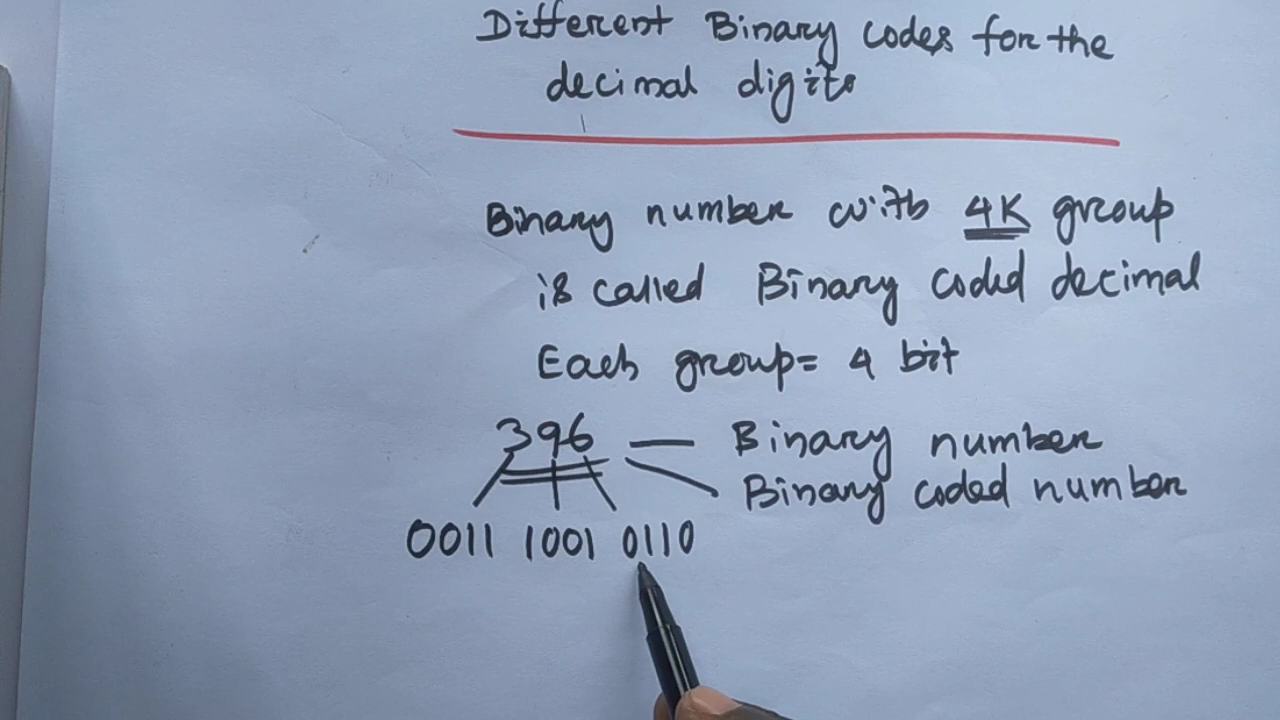 Different Binary codes for the
decimal digits
Binary number with 4K group
is called Binary coded decimal
Each group= 4 bit
396 — Binary number
Binary coded number
0011 1001 0110